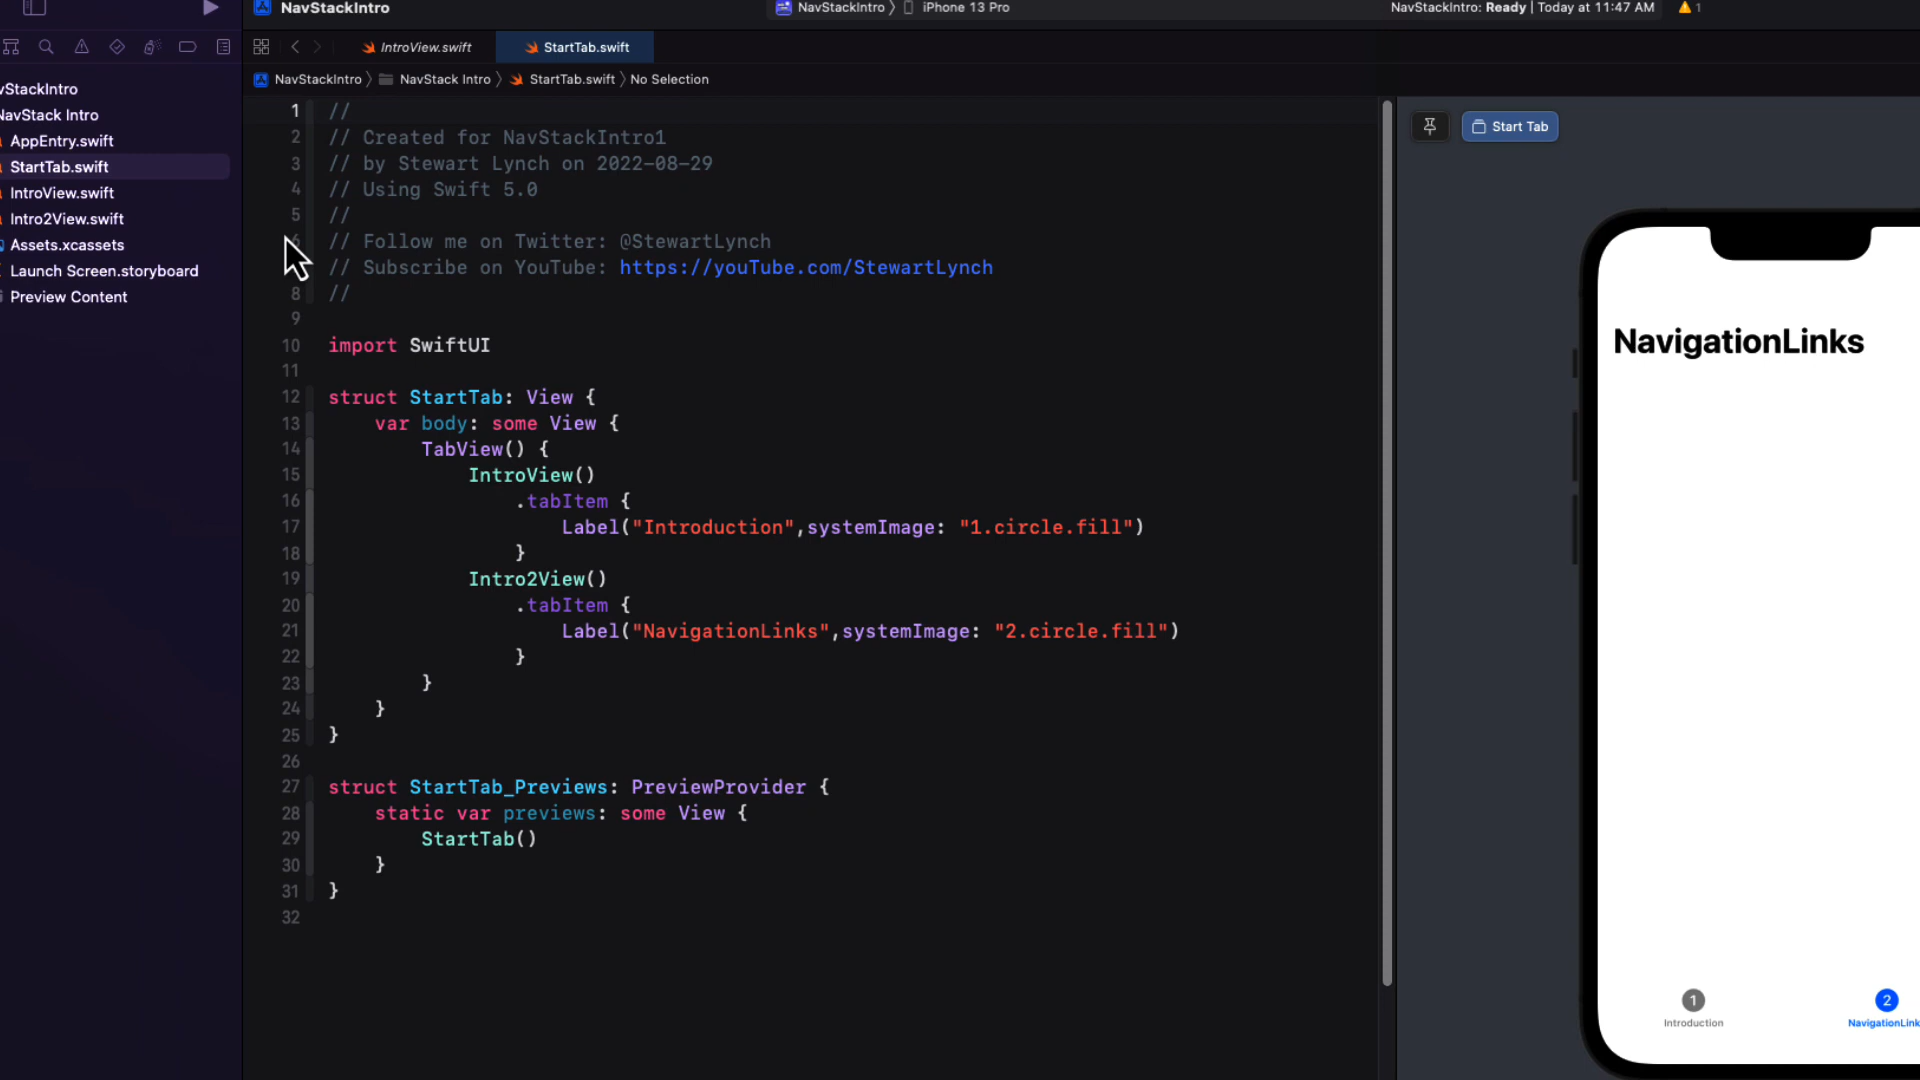 NavStackIntro
NavStackIntro iPhone 13 Pro
NavStackIntro: Ready | Today at 11:47 AM
1
IntroView.swift
StartTab.swift
NavStackIntro NavStack Intro StartTab.swift No Selection
vStackIntro
NavStack Intro
AppEntry.swift
StartTab.swift
IntroView.swift
Intro2View.swift
Assets.xcassets
Launch Screen.storyboard
Preview Content
1 //
2 // Created for NavStackIntro1
3 // by Stewart Lynch on 2022-08-29
4 // Using Swift 5.0
5 //
6 // Follow me on Twitter: @StewartLynch
// Subscribe on YouTube: https://youTube.com/StewartLynch
8 //
9
10 import SwiftUI
11
12 struct StartTab: View {
13 var body: some View {
14 TabView() {
15 IntroView()
16 .tabItem {
17 Label("Introduction",systemImage: "1.circle.fill")
18 }
19 Intro2View()
20 .tabItem {
21 Label("NavigationLinks",systemImage: "2.circle.fill")
22 }
23 }
24 }
25 }
26
27 struct StartTab_Previews: PreviewProvider {
28 static var previews: some View {
29 StartTab()
30 }
31 }
32
Start Tab
NavigationLinks
1
Introduction
2
NavigationLink